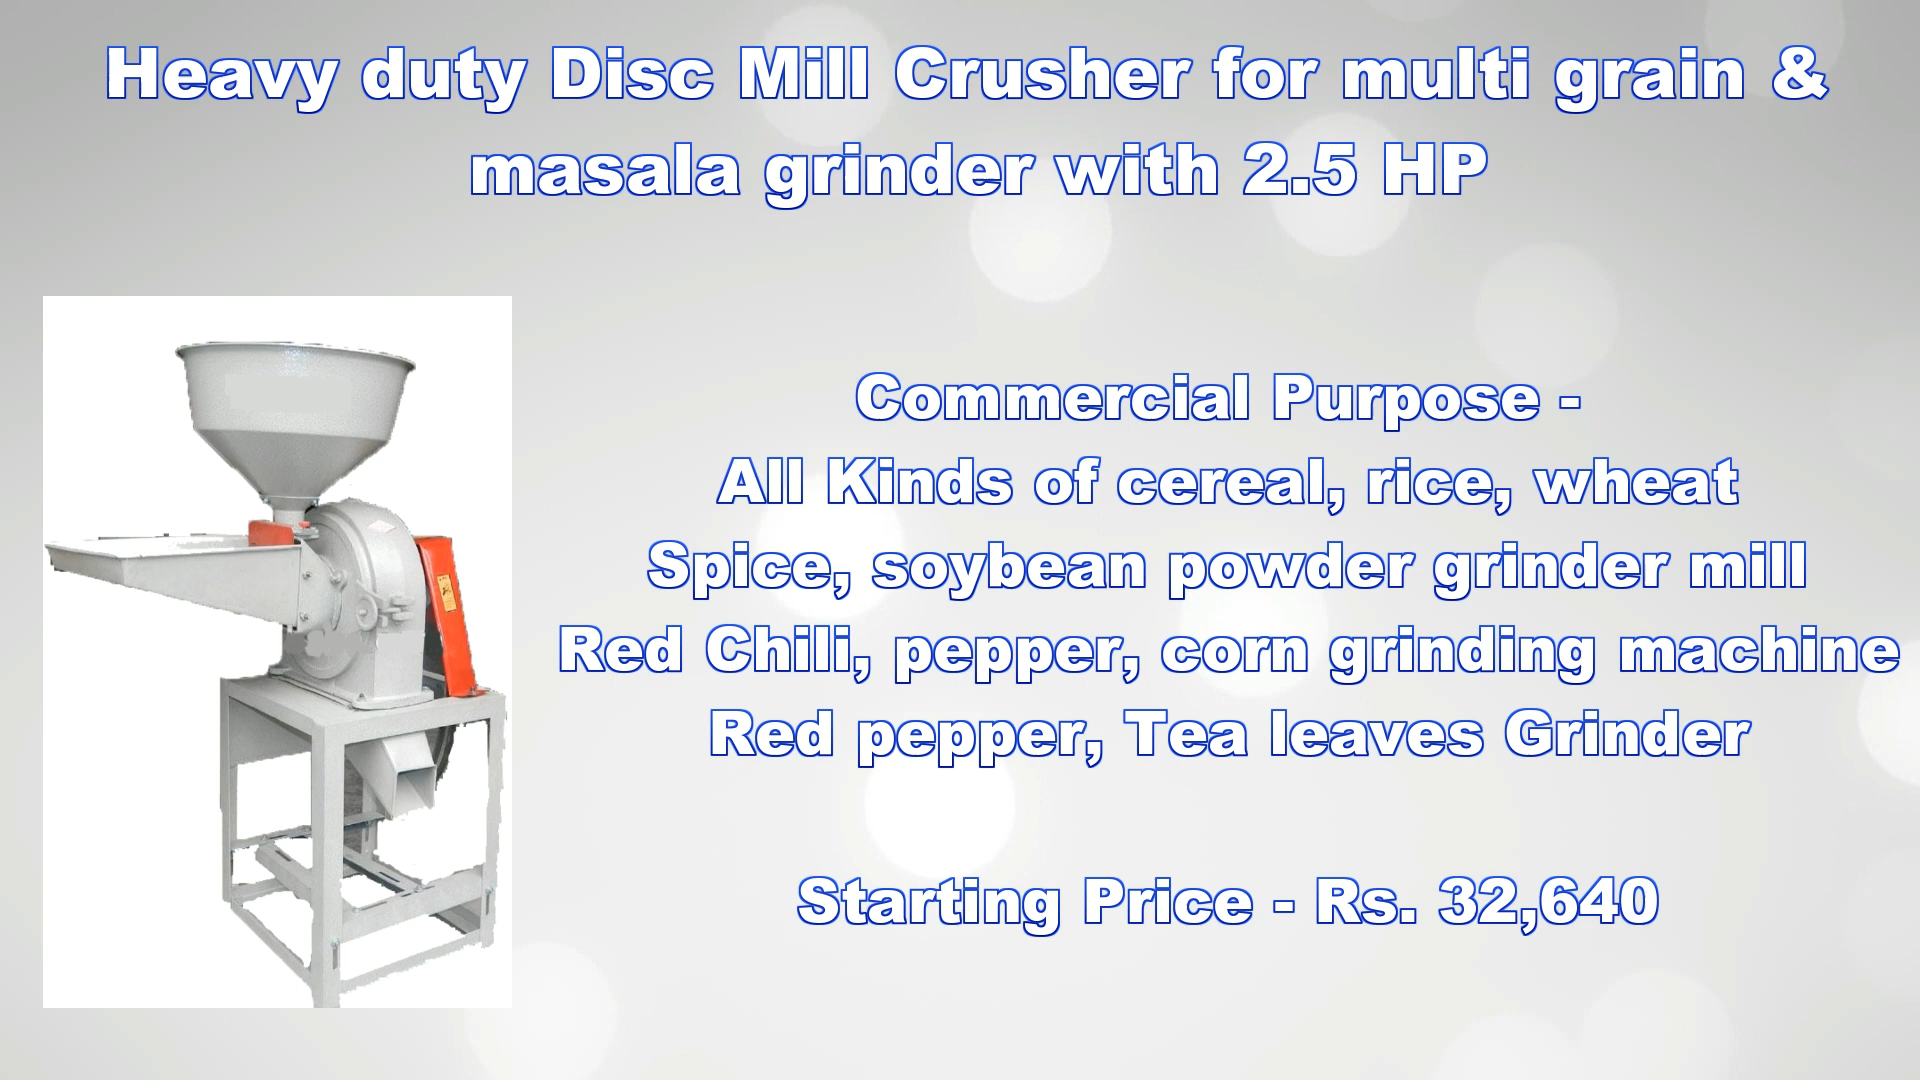 Heavy duty Disc Mill Crusher for multi grain &
masala grinder with 2.5 HP
Commercial Purpose -
All Kinds of cereal, rice, wheat
Spice, soybean powder grinder mill
Red Chili, pepper, corn grinding machine
Red pepper, Tea leaves Grinder
Starting Price - Rs. 32,640